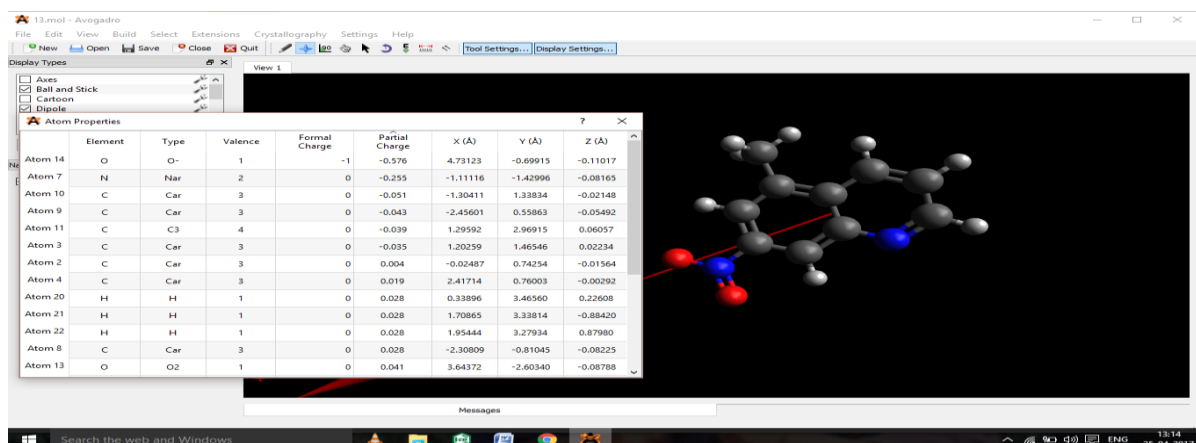 13.mol - Avogadro
File Edit View Build Select Extensions Crystallography Settings Help
New Open Save Close Quit Tool Settings... Display Settings...
Display Types
View 1
Axes
Ball and Stick
Cartoon
Dipole
Atom Properties ?
Element Type Valence Formal Charge Partial Charge X (Å) Y (Å) Z (Å)
Atom 14 O O- 1 -1 -0.576 4.73123 -0.69915 -0.11017
Atom 7 N Nar 2 0 -0.255 -1.11116 -1.42996 -0.08165
Atom 10 C Car 3 0 -0.051 -1.30411 1.33834 -0.02148
Atom 9 C Car 3 0 -0.043 -2.45601 0.55863 -0.05492
Atom 11 C C3 4 0 -0.039 1.29592 2.96915 0.06057
Atom 3 C Car 3 0 -0.035 1.20259 1.46546 0.02234
Atom 2 C Car 3 0 0.004 -0.02487 0.74254 -0.01564
Atom 4 C Car 3 0 0.019 2.41714 0.76003 -0.00292
Atom 20 H H 1 0 0.028 0.33896 3.46560 0.22608
Atom 21 H H 1 0 0.028 1.70865 3.33814 -0.88420
Atom 22 H H 1 0 0.028 1.95444 3.27934 0.87980
Atom 8 C Car 3 0 0.028 -2.30809 -0.81045 -0.08225
Atom 13 O O2 1 0 0.041 3.64372 -2.60340 -0.08788
Messages
Search the web and Windows
ENG
13:14